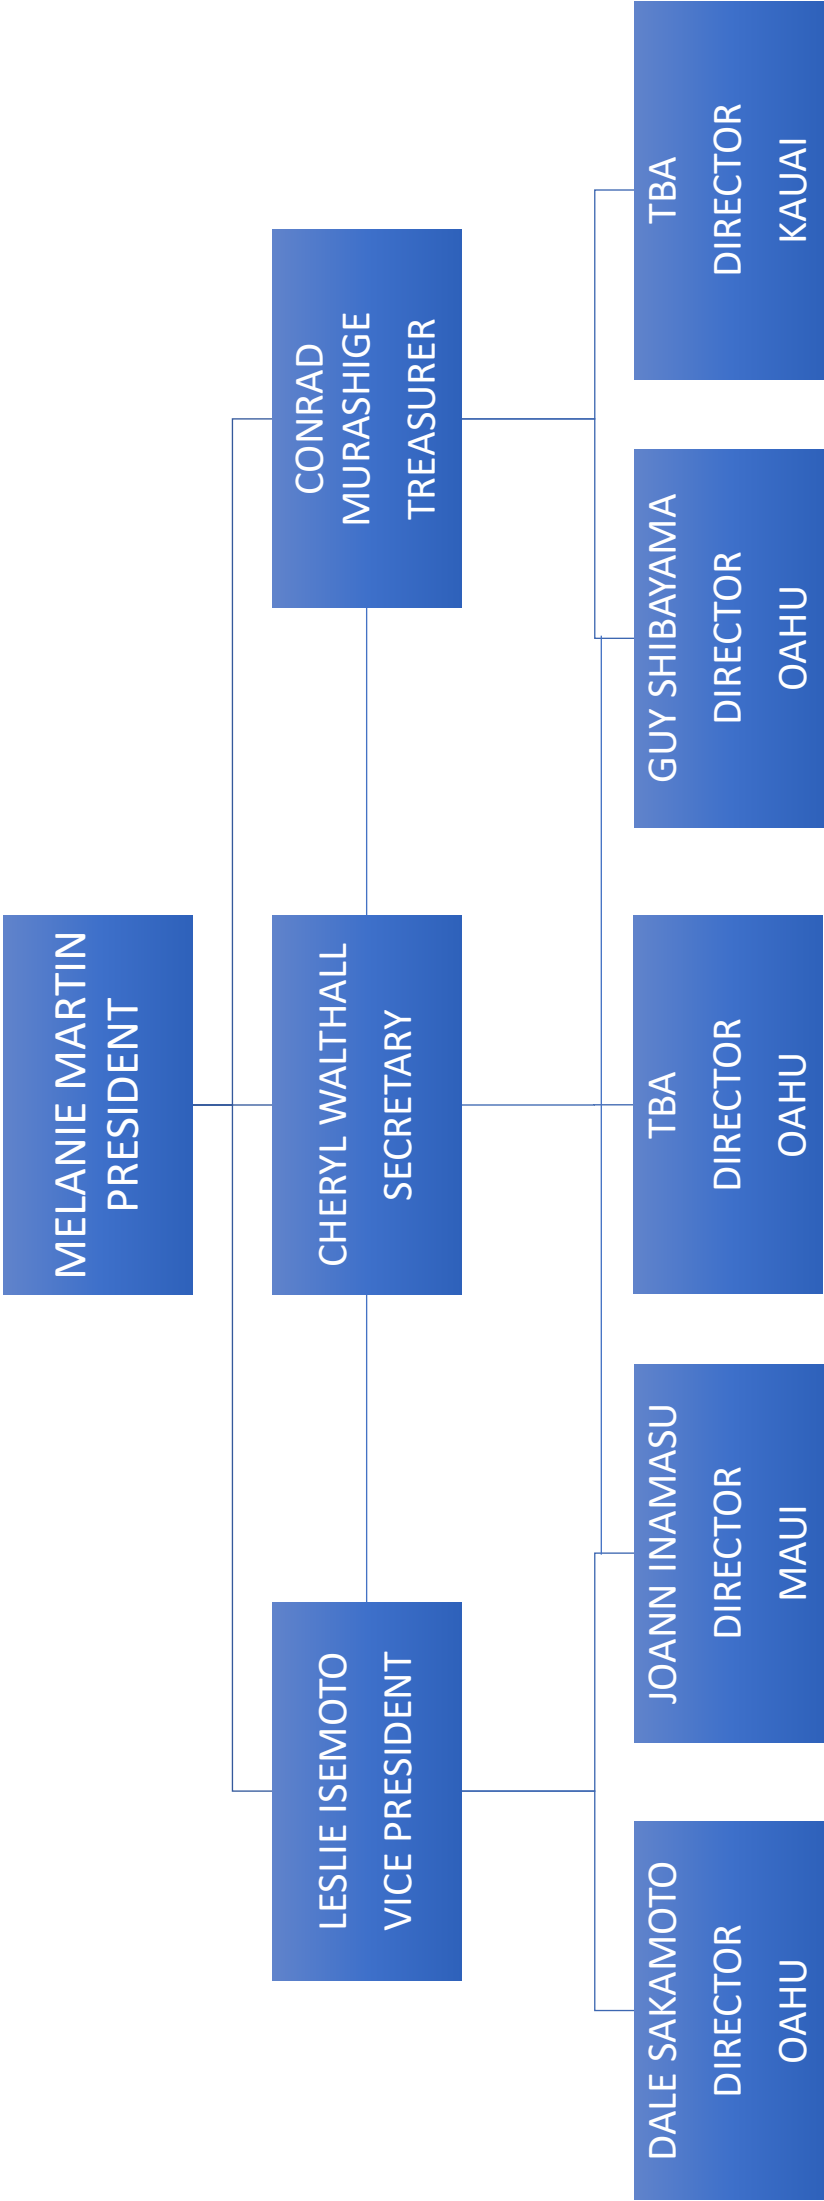 MELANIE MARTIN
PRESIDENT
LESLIE ISEMOTO
VICE PRESIDENT
CHERYL WALTHALL
SECRETARY
CONRAD
MURASHIGE
TREASURER
DALE SAKAMOTO
DIRECTOR
OAHU
JOANN INAMASU
DIRECTOR
MAUI
TBA
DIRECTOR
OAHU
GUY SHIBAYAMA
DIRECTOR
OAHU
TBA
DIRECTOR
KAUAI